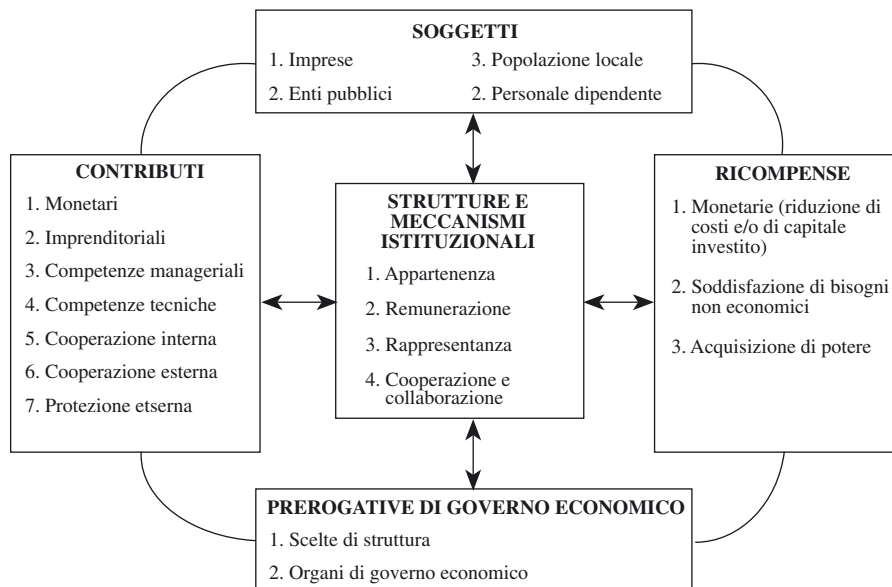 SOGGETTI
1. Imprese
2. Enti pubblici
3. Popolazione locale
2. Personale dipendente
CONTRIBUTI
1. Monetari
2. Imprenditoriali
3. Competenze manageriali
4. Competenze tecniche
5. Cooperazione interna
6. Cooperazione esterna
7. Protezione etserna
STRUTTURE E
MECCANISMI
ISTITUZIONALI
1. Appartenenza
2. Remunerazione
3. Rappresentanza
4. Cooperazione e
collaborazione
RICOMPENSE
1. Monetarie (riduzione di
costi e/o di capitale
investito)
2. Soddisfazione di bisogni
non economici
3. Acquisizione di potere
PREROGATIVE DI GOVERNO ECONOMICO
1. Scelte di struttura
2. Organi di governo economico